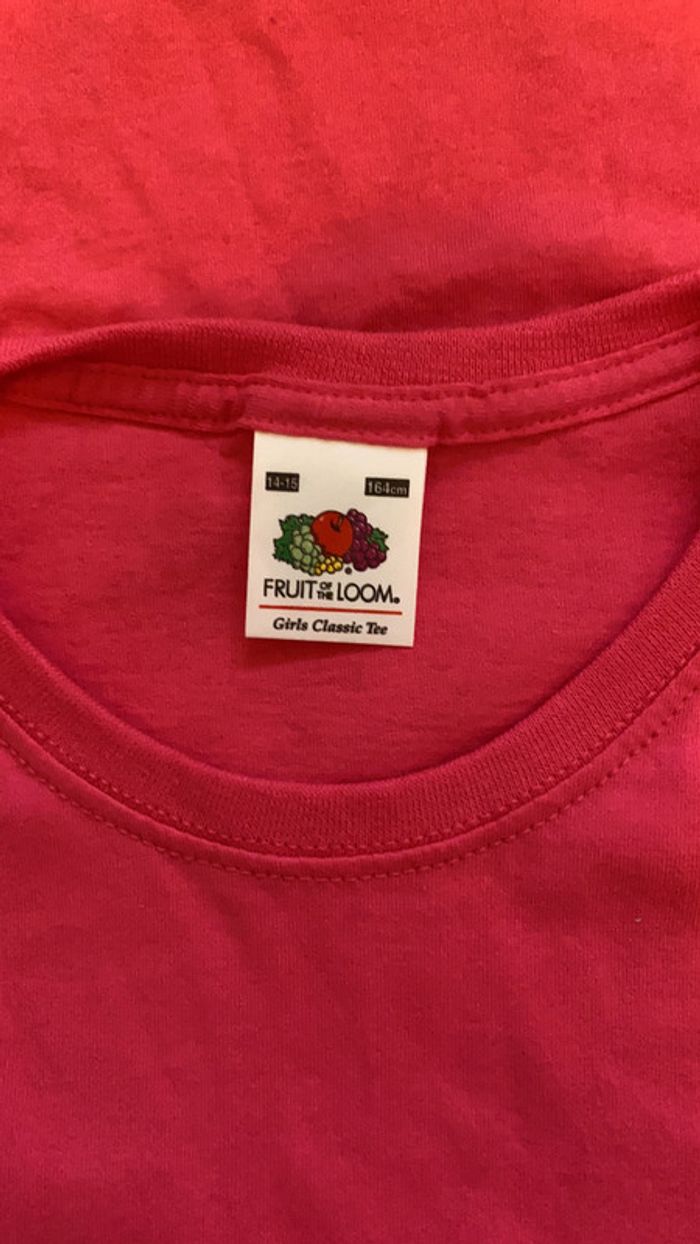 14-15 164cm
FRUIT OF THE LOOM®
Girls Classic Tee